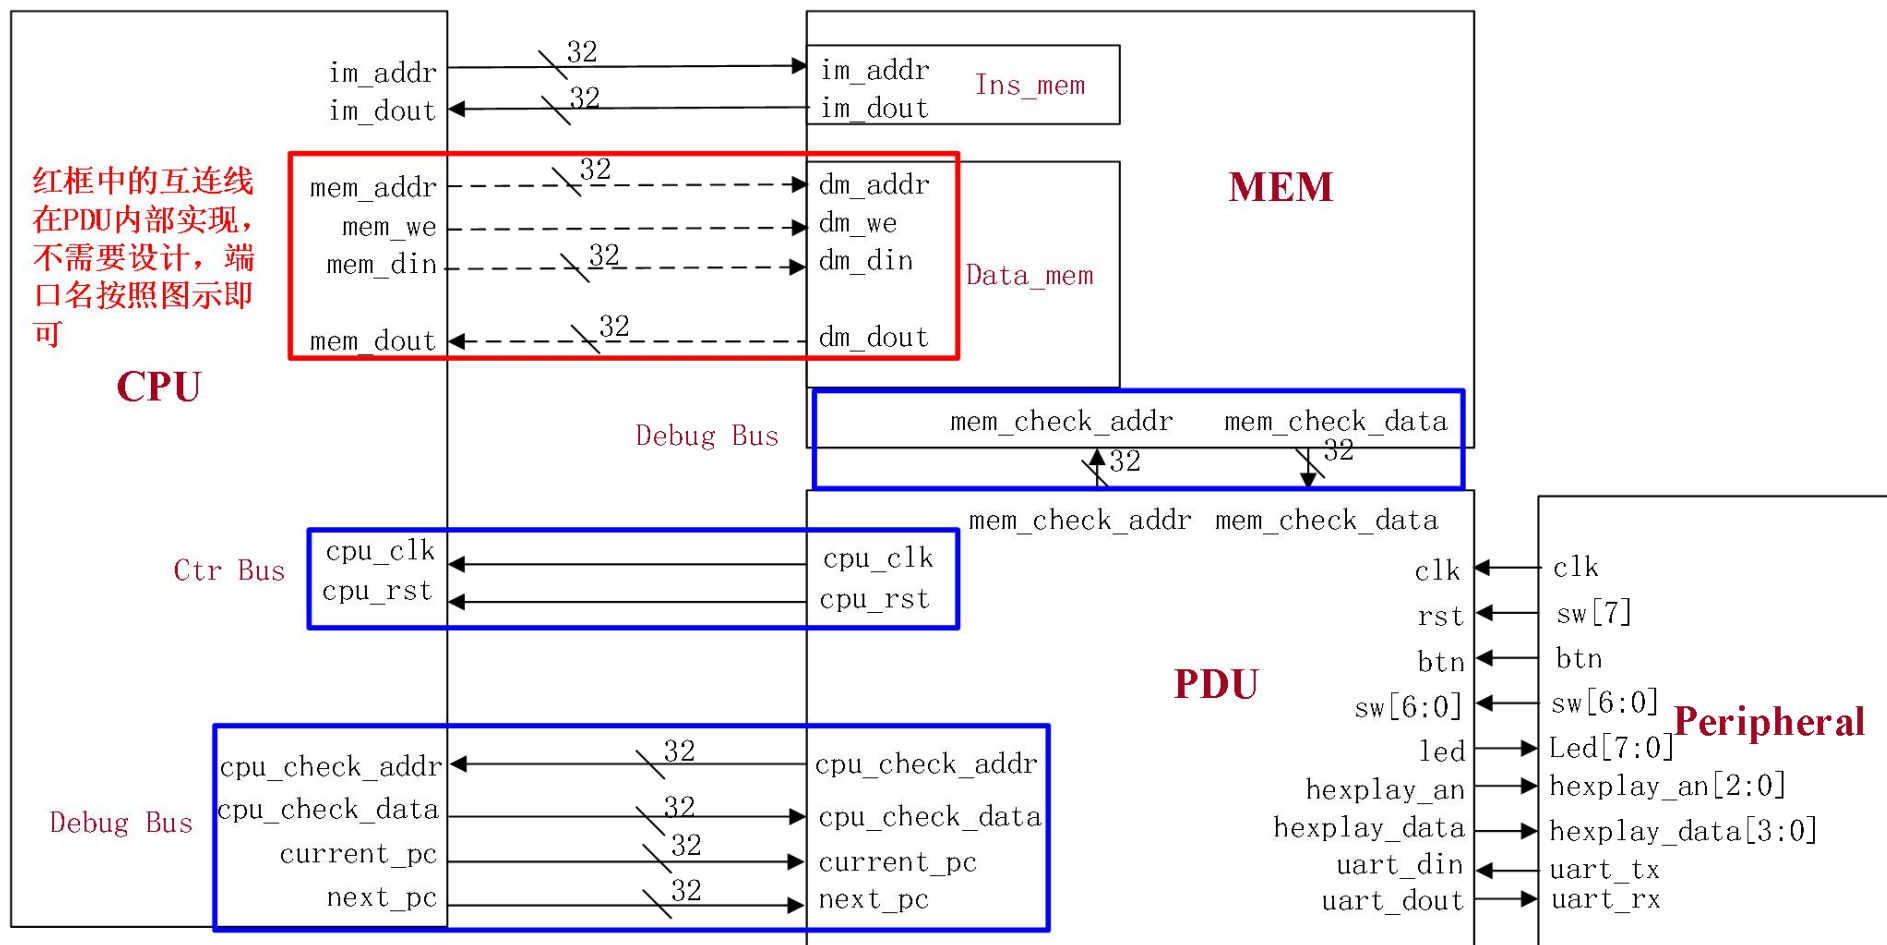 im_addr
32
im_addr
Ins_mem
im_dout
32
im_dout
红框中的互连线
在PDU内部实现，
不需要设计，端
口名按照图示即
可
mem_addr
32
dm_addr
MEM
mem_we
dm_we
mem_din
32
dm_din
Data_mem
mem_dout
32
dm_dout
CPU
Debug Bus
mem_check_addr
mem_check_data
32
32
mem_check_addr
mem_check_data
Ctr Bus
cpu_clk
cpu_clk
cpu_rst
cpu_rst
clk
clk
rst
sw[7]
btn
btn
PDU
sw[6:0]
sw[6:0]
Peripheral
led
Led[7:0]
hexplay_an
hexplay_an[2:0]
hexplay_data
hexplay_data[3:0]
uart_din
uart_tx
uart_dout
uart_rx
Debug Bus
cpu_check_addr
32
cpu_check_addr
cpu_check_data
32
cpu_check_data
current_pc
32
current_pc
next_pc
32
next_pc